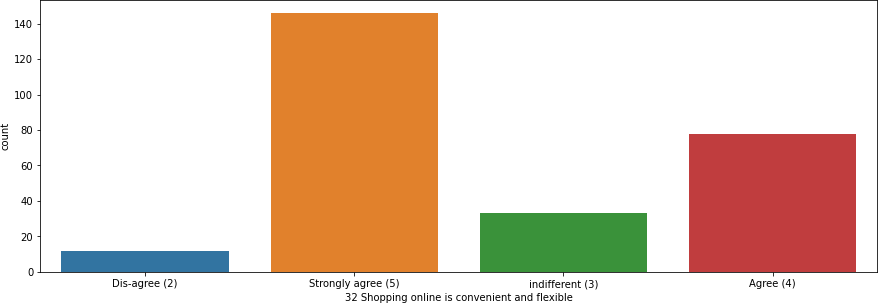 140
120
100
80
60
40
20
0
count
Dis-agree (2) Strongly agree (5) indifferent (3) Agree (4)
32 Shopping online is convenient and flexible